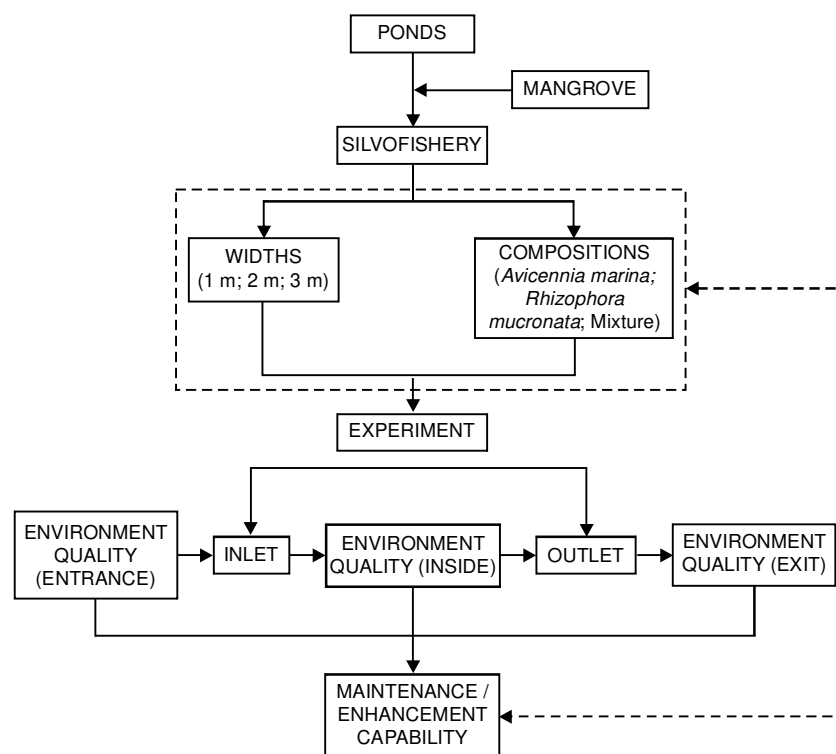 PONDS
MANGROVE
SILVOFISHERY
WIDTHS
(1 m; 2 m; 3 m)
COMPOSITIONS
(Avicennia marina;
Rhizophora
mucronata; Mixture)
EXPERIMENT
ENVIRONMENT
QUALITY
(ENTRANCE)
INLET
ENVIRONMENT
QUALITY (INSIDE)
OUTLET
ENVIRONMENT
QUALITY (EXIT)
MAINTENANCE /
ENHANCEMENT
CAPABILITY